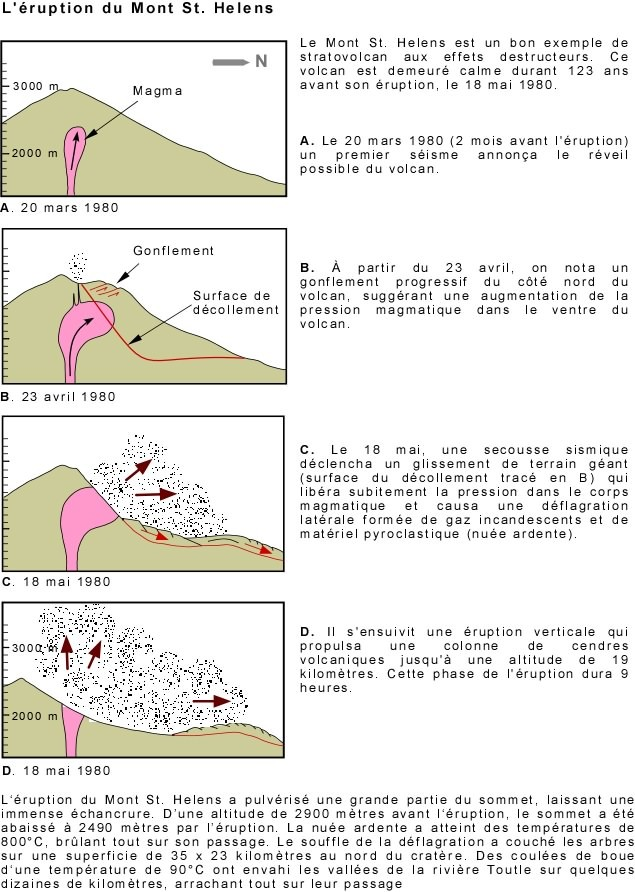 L'éruption du Mont St. Helens
Le Mont St. Helens est un bon exemple de
stratovolcan aux effets destructeurs. Ce
volcan est demeuré calme durant 123 ans
avant son éruption, le 18 mai 1980.
N
3000 m
Magma
2000 m
A. 20 mars 1980
A. Le 20 mars 1980 (2 mois avant l'éruption)
un premier séisme annonça le réveil
possible du volcan.
Gonflement
Surface de
décollement
B. 23 avril 1980
B. À partir du 23 avril, on nota un
gonflement progressif du côté nord du
volcan, suggérant une augmentation de la
pression magmatique dans le ventre du
volcan.
C. 18 mai 1980
C. Le 18 mai, une secousse sismique
déclencha un glissement de terrain géant
(surface du décollement tracé en B) qui
libéra subitement la pression dans le corps
magmatique et causa une déflagration
latérale formée de gaz incandescents et de
matériel pyroclastique (nuée ardente).
3000 m
2000 m
D. 18 mai 1980
D. Il s'ensuivit une éruption verticale qui
propulsa une colonne de cendres
volcaniques jusqu'à une altitude de 19
kilomètres. Cette phase de l'éruption dura 9
heures.
L'éruption du Mont St. Helens a pulvérisé une grande partie du sommet, laissant une
immense échancrure. D'une altitude de 2900 mètres avant l'éruption, le sommet a été
abaissé à 2490 mètres par l'éruption. La nuée ardente a atteint des températures de
800°C, brûlant tout sur son passage. Le souffle de la déflagration a couché les arbres
sur une superficie de 35 x 23 kilomètres au nord du cratère. Des coulées de boue
d'une température de 90°C ont envahi les vallées de la rivière Toutle sur quelques
dizaines de kilomètres, arrachant tout sur leur passage